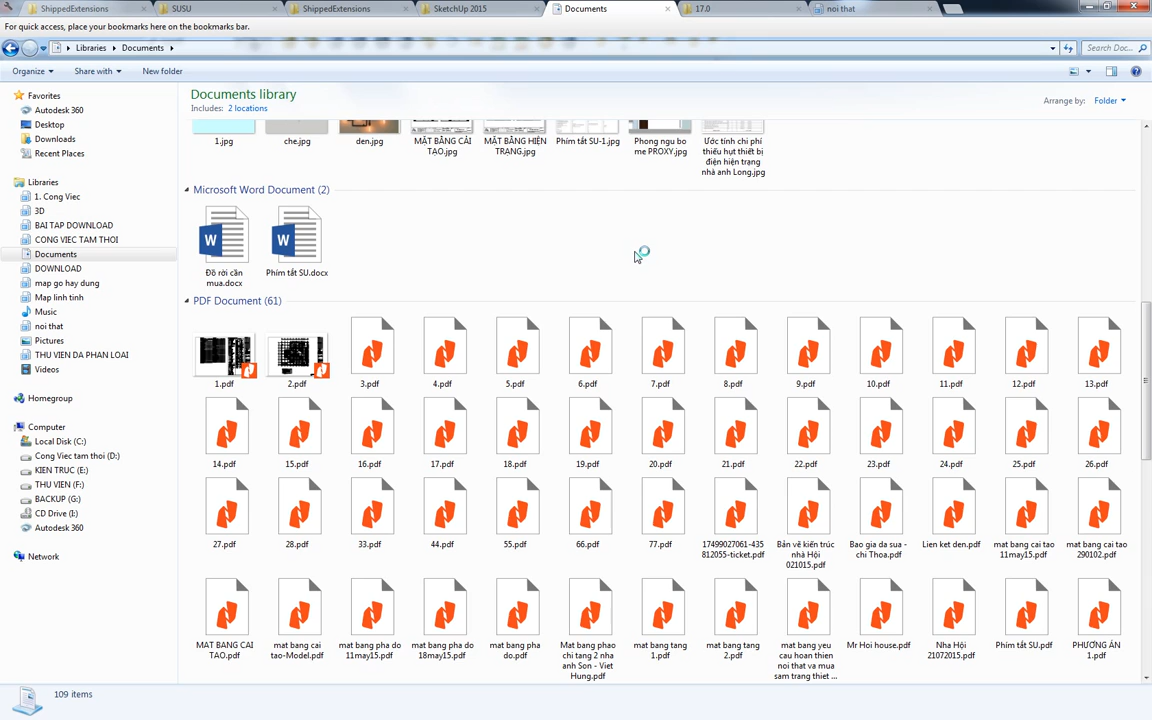 ShippedExtensions
SUSU
ShippedExtensions
SketchUp 2015
Documents
17.0
noi that
For quick access, place your bookmarks here on the bookmarks bar.
Libraries
Documents
Search Doc...
Organize
Share with
New folder
Documents library
Includes: 2 locations
Arrange by: Folder
Favorites
Autodesk 360
Desktop
Downloads
Recent Places
Libraries
1. Cong Viec
3D
BAI TAP DOWNLOAD
CONG VIEC TAM THOI
Documents
DOWNLOAD
map go hay dung
Map linh tinh
Music
noi that
Pictures
THU VIEN DA PHAN LOAI
Videos
Homegroup
Computer
Local Disk (C:)
Cong Viec tam thoi (D:)
KIEN TRUC (E:)
THU VIEN (F:)
BACKUP (G:)
CD Drive (I:)
Autodesk 360
Network
1.jpg
che.jpg
den.jpg
MẶT BẰNG CẢI
TẠO.jpg
MẶT BẰNG HIỆN
TRẠNG.jpg
Phím tắt SU-1.jpg
Phong ngu bo
me PROXY.jpg
Ước tính chi phí
thiếu hụt thiết bị
điện hiện trạng
nhà anh Long.jpg
Microsoft Word Document (2)
Đồ rời cần
mua.docx
Phím tắt SU.docx
PDF Document (61)
1.pdf
2.pdf
3.pdf
4.pdf
5.pdf
6.pdf
7.pdf
8.pdf
9.pdf
10.pdf
11.pdf
12.pdf
13.pdf
14.pdf
15.pdf
16.pdf
17.pdf
18.pdf
19.pdf
20.pdf
21.pdf
22.pdf
23.pdf
24.pdf
25.pdf
26.pdf
27.pdf
28.pdf
33.pdf
44.pdf
55.pdf
66.pdf
77.pdf
17499027061-435
812055-ticket.pdf
Bản vẽ kiến trúc
nhà Hội
021015.pdf
Bao gia da sua -
chi Thoa.pdf
Lien ket den.pdf
mat bang cai tao
11may15.pdf
mat bang cai tao
290102.pdf
MAT BANG CAI
TAO.pdf
mat bang cai
tao-Model.pdf
mat bang pha do
11may15.pdf
mat bang pha do
18may15.pdf
mat bang pha
do.pdf
Mat bang phao
chi tang 2 nha
anh Son - Viet
Hung.pdf
mat bang tang
1.pdf
mat bang tang
2.pdf
mat bang yeu
cau hoan thien
noi that va mua
sam trang thiet ...
Mr Hoi house.pdf
Nha Hội
21072015.pdf
Phím tắt SU.pdf
PHƯƠNG ÁN
1.pdf
109 items